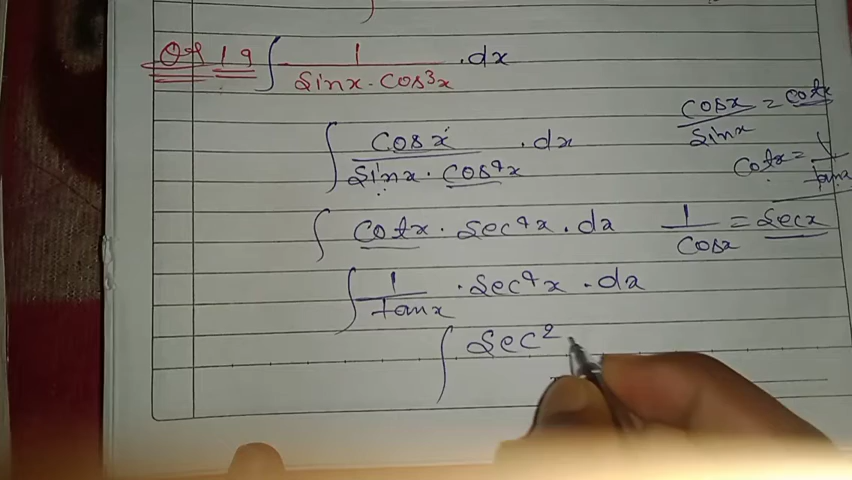 Q↑ 19 ∫ 1/(Sinx · Cos³x) · dx
∫ Cosx/(Sinx · Cos⁴x) · dx
Cosx/Sinx = Cotx
Cotx = 1/tanx
∫ Cotx · Sec⁴x · dx
1/Cosx = Secx
∫ 1/tanx · Sec⁴x · dx
∫ Sec²